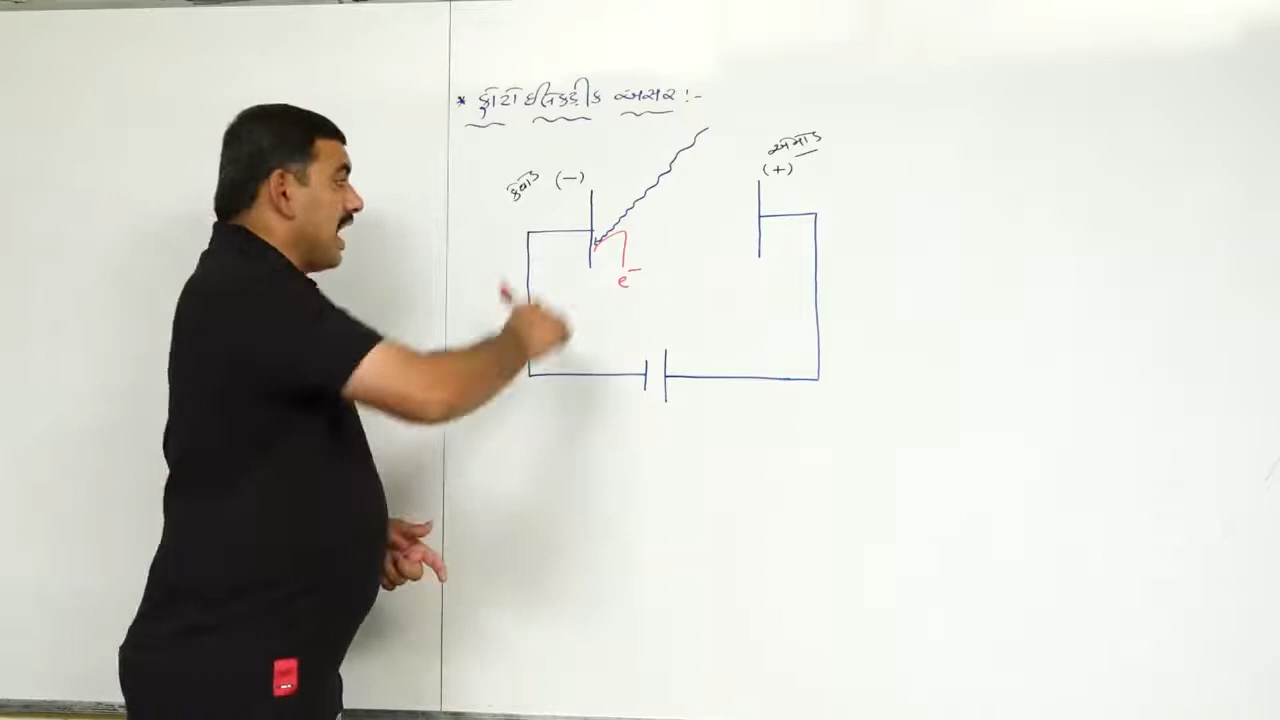 * ફોટો ઈલેક્ટ્રીક અસર :-
કેથોડ (-)
એનોડ
(+)
e⁻